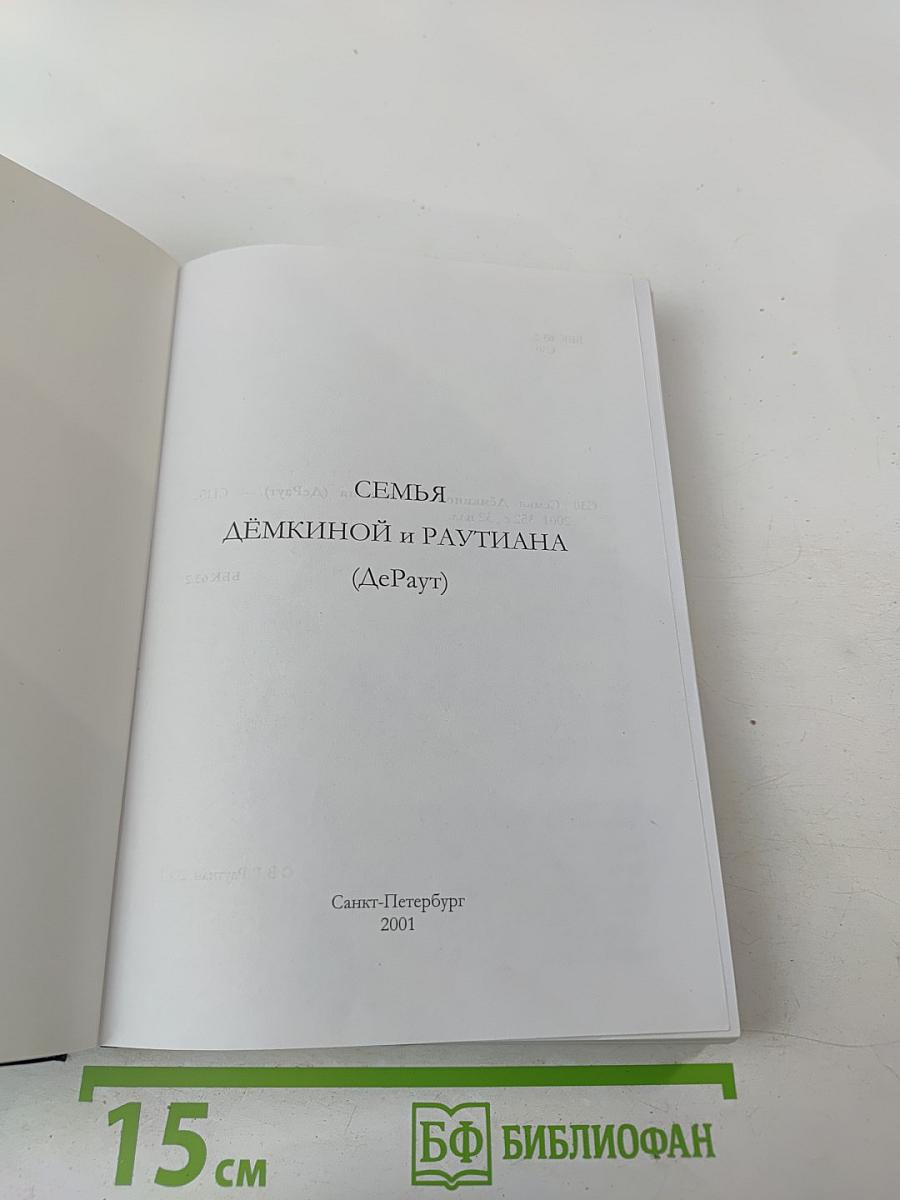 СЕМЬЯ
ДЁМКИНОЙ и РАУТИАНА
(ДеРаут)
Санкт-Петербург
2001
15 см
БФ БИБЛИОФАН